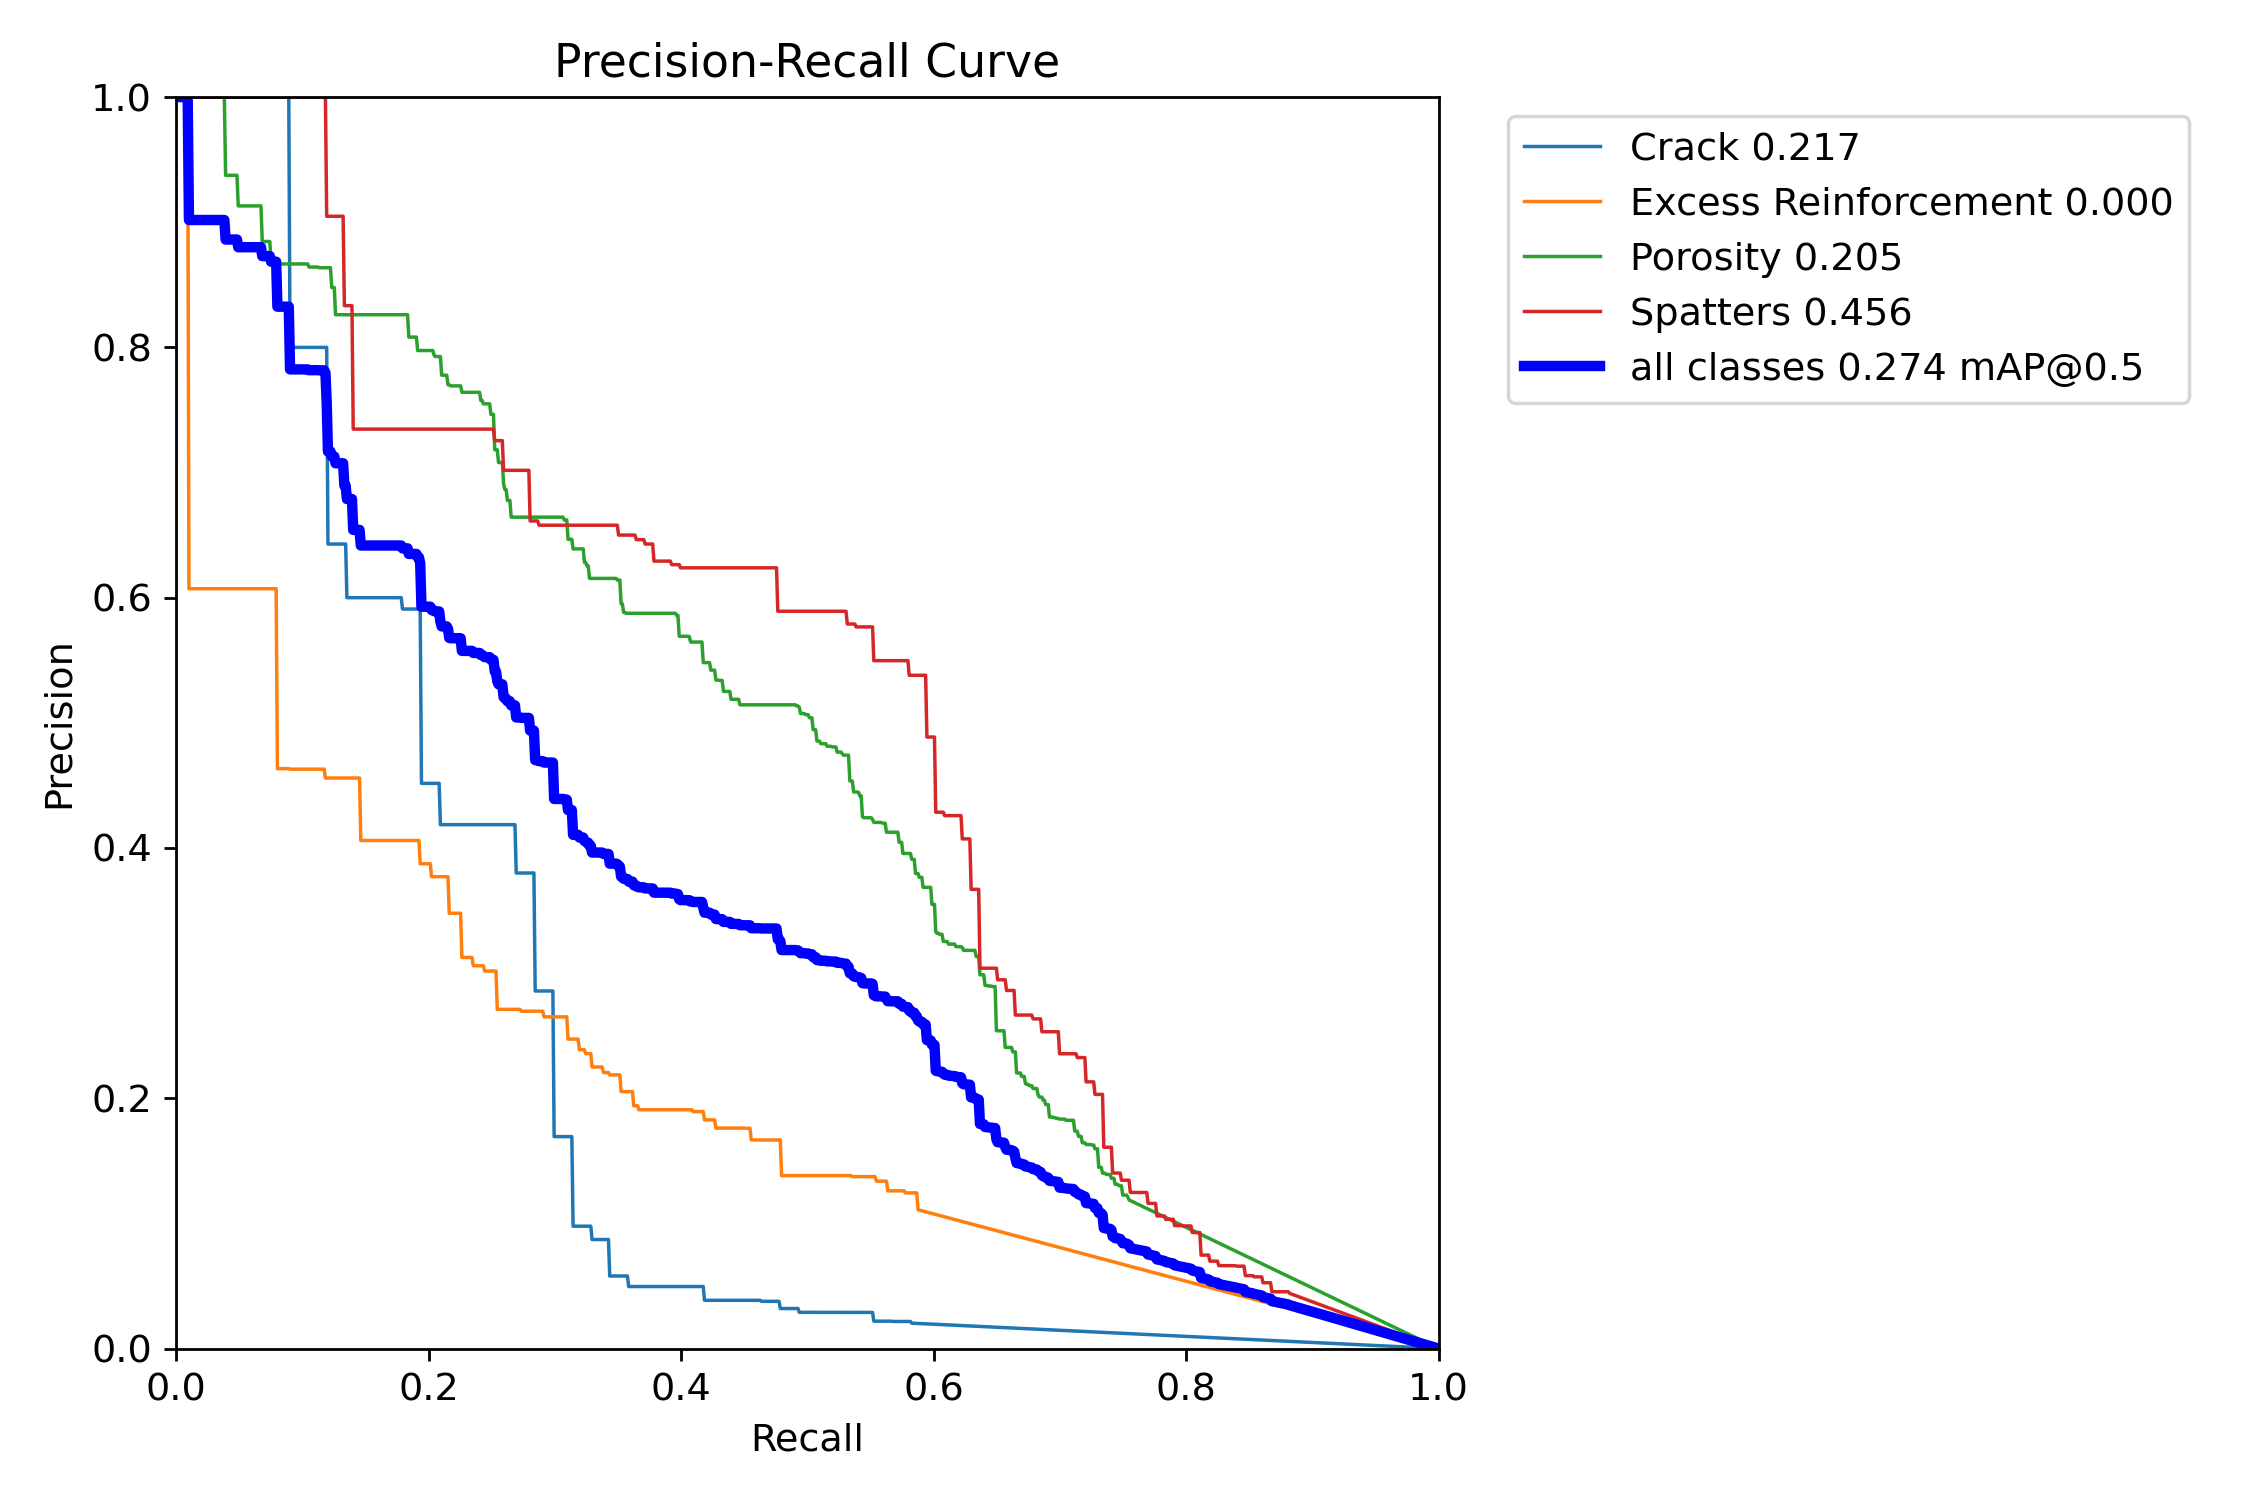 Precision-Recall Curve
1.0
0.8
0.6
0.4
0.2
0.0
Precision
0.0 0.2 0.4 0.6 0.8 1.0
Recall
Crack 0.217
Excess Reinforcement 0.000
Porosity 0.205
Spatters 0.456
all classes 0.274 mAP@0.5